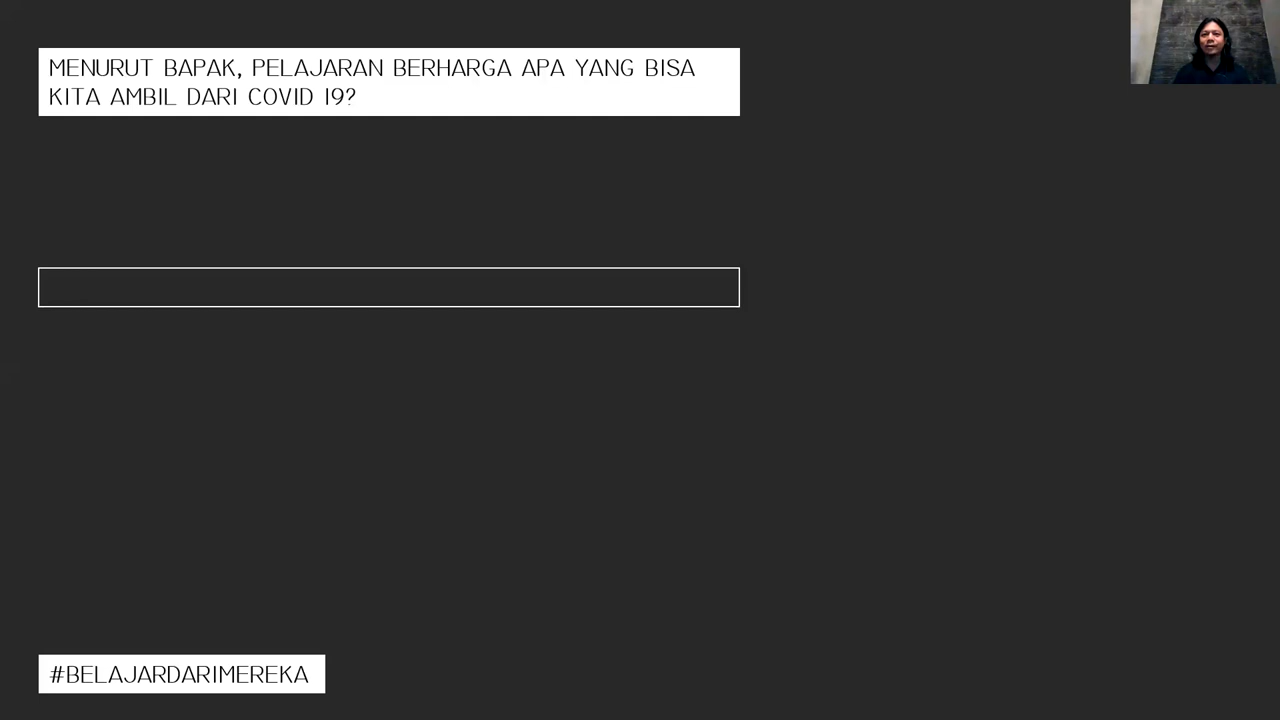 MENURUT BAPAK, PELAJARAN BERHARGA APA YANG BISA
KITA AMBIL DARI COVID 19?
#BELAJARDARIMEREKA